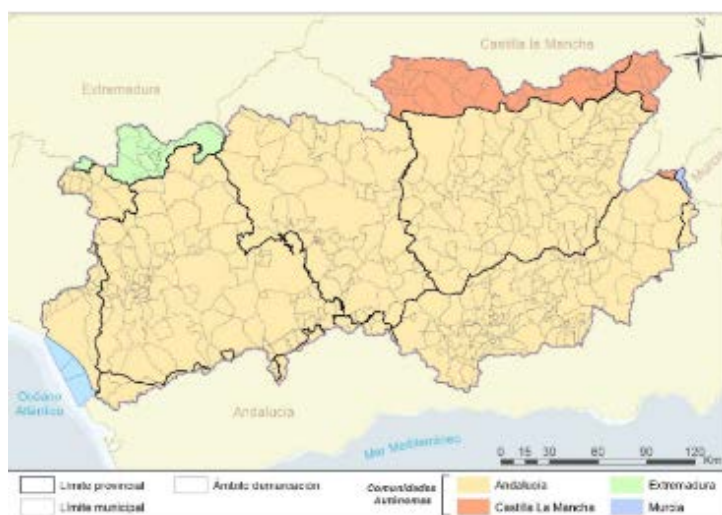 Castilla la Mancha
N
Extremadura
Murcia
Océano
Atlántico
Andalucía
Mar Mediterráneo
0 15 30 60 90 120
Km
Límite provincial
Ámbito demarcación
Límite municipal
Comunidades
Autónomas
Andalucía
Extremadura
Castilla La Mancha
Murcia